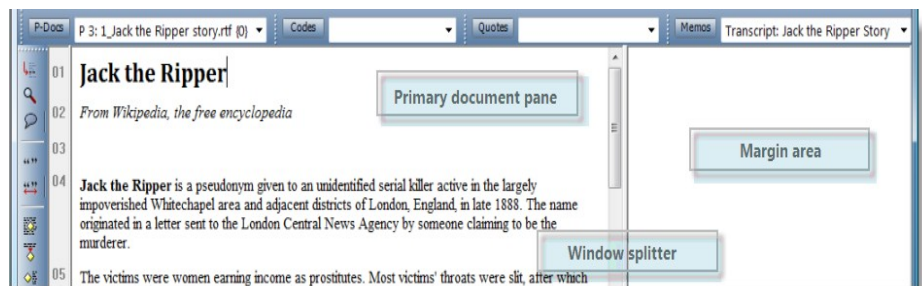 P-Docs P 3: 1_Jack the Ripper story.rtf (0) Codes Quotes Memos Transcript: Jack the Ripper Story
01 Jack the Ripper
Primary document pane
02 From Wikipedia, the free encyclopedia
03
Margin area
04 Jack the Ripper is a pseudonym given to an unidentified serial killer active in the largely
impoverished Whitechapel area and adjacent districts of London, England, in late 1888. The name
originated in a letter sent to the London Central News Agency by someone claiming to be the
murderer.
Window splitter
05 The victims were women earning income as prostitutes. Most victims' throats were slit, after which